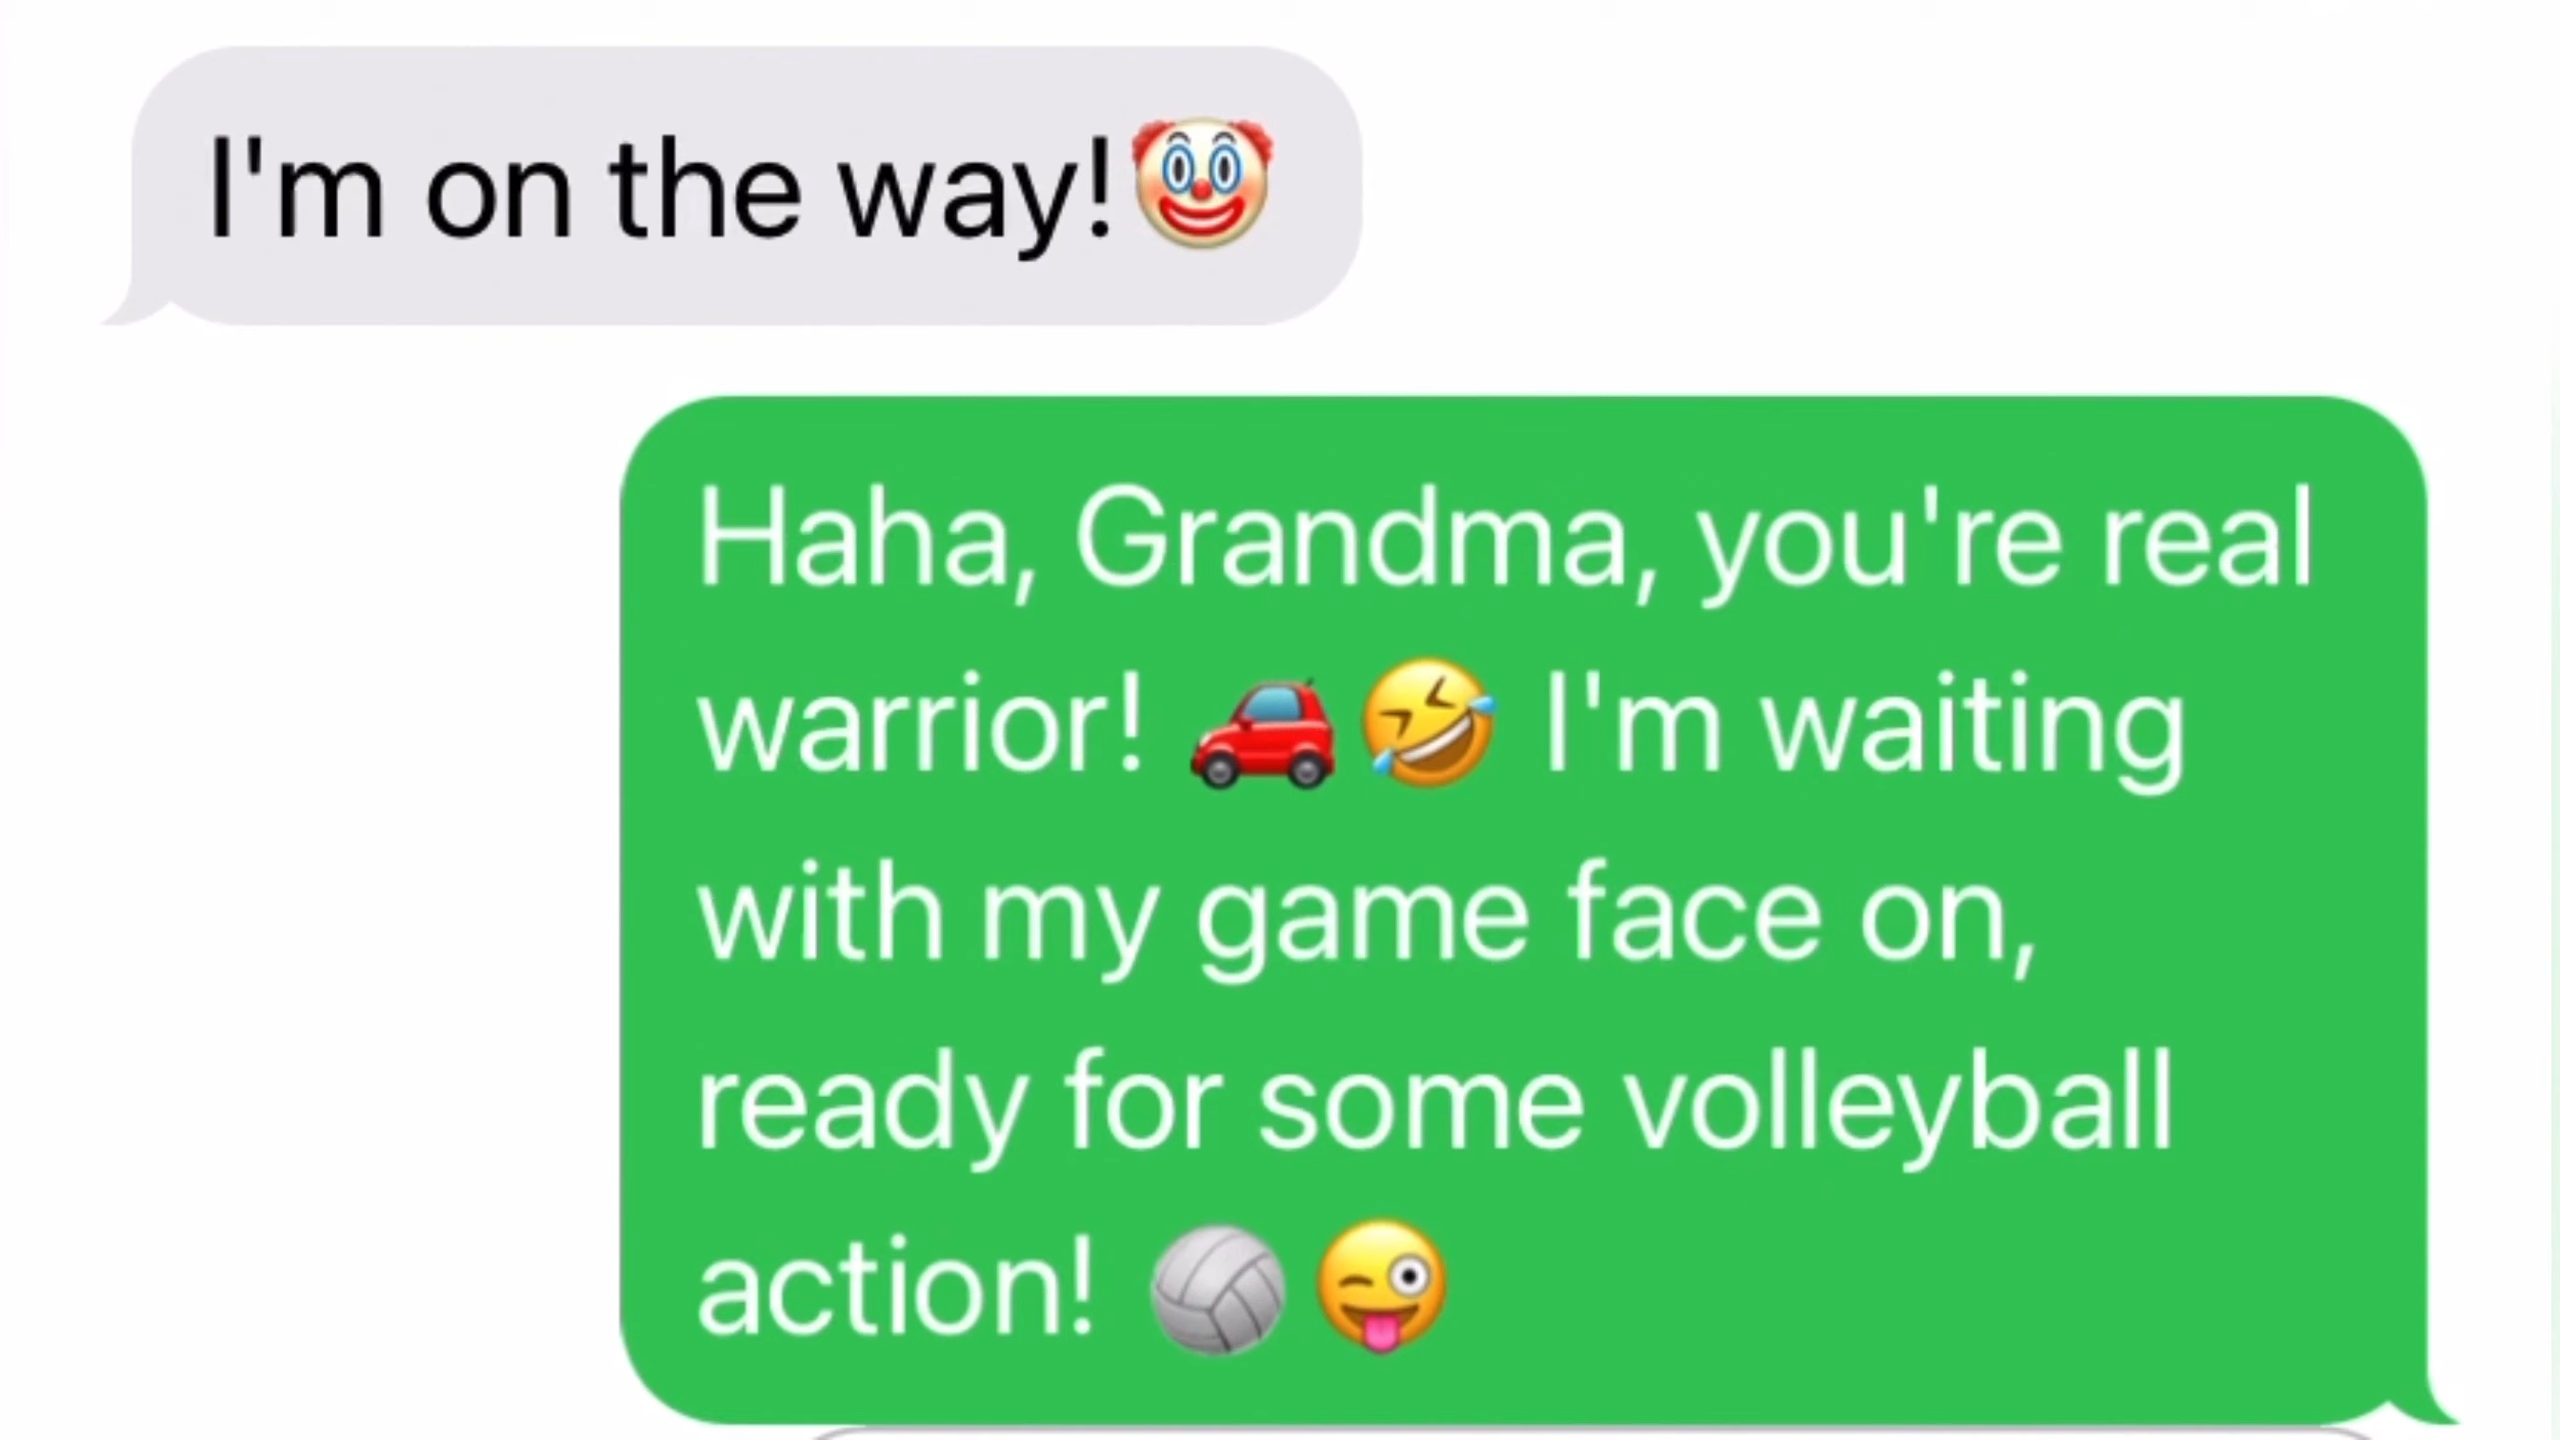 I'm on the way!🤡
Haha, Grandma, you're real
warrior! 🚗🤣 I'm waiting
with my game face on,
ready for some volleyball
action! 🏐😜